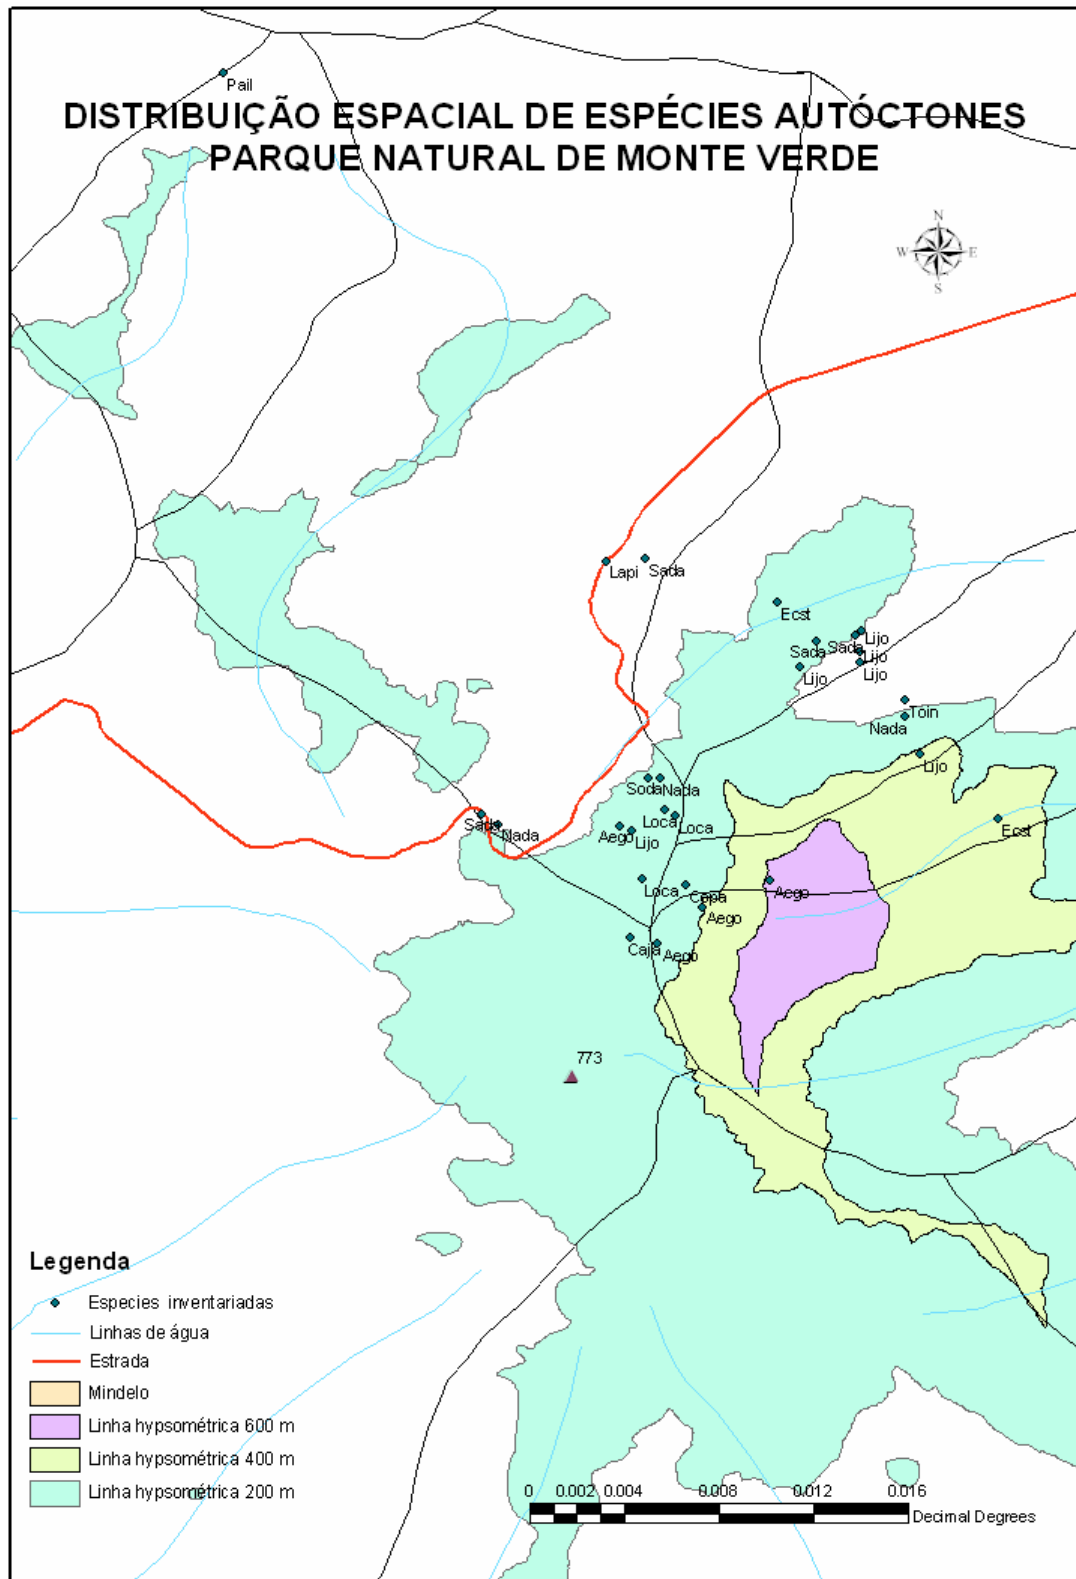 Pail
DISTRIBUIÇÃO ESPACIAL DE ESPÉCIES AUTÓCTONES
PARQUE NATURAL DE MONTE VERDE
N
W E
S
Lapi
Sada
Ecst
Lijo
Sada
Sada
Lijo
Lijo
Lijo
Toin
Nada
Lijo
Soda
Nada
Loca
Loca
Sada
Nada
Aego
Lijo
Ecst
Loca
Capa
Aego
Aego
Caja
Aego
773
Legenda
Especies inventariadas
Linhas de água
Estrada
Mindelo
Linha hypsométrica 600 m
Linha hypsométrica 400 m
Linha hypsométrica 200 m
0 0.002 0.004 0.008 0.012 0.016
Decimal Degrees